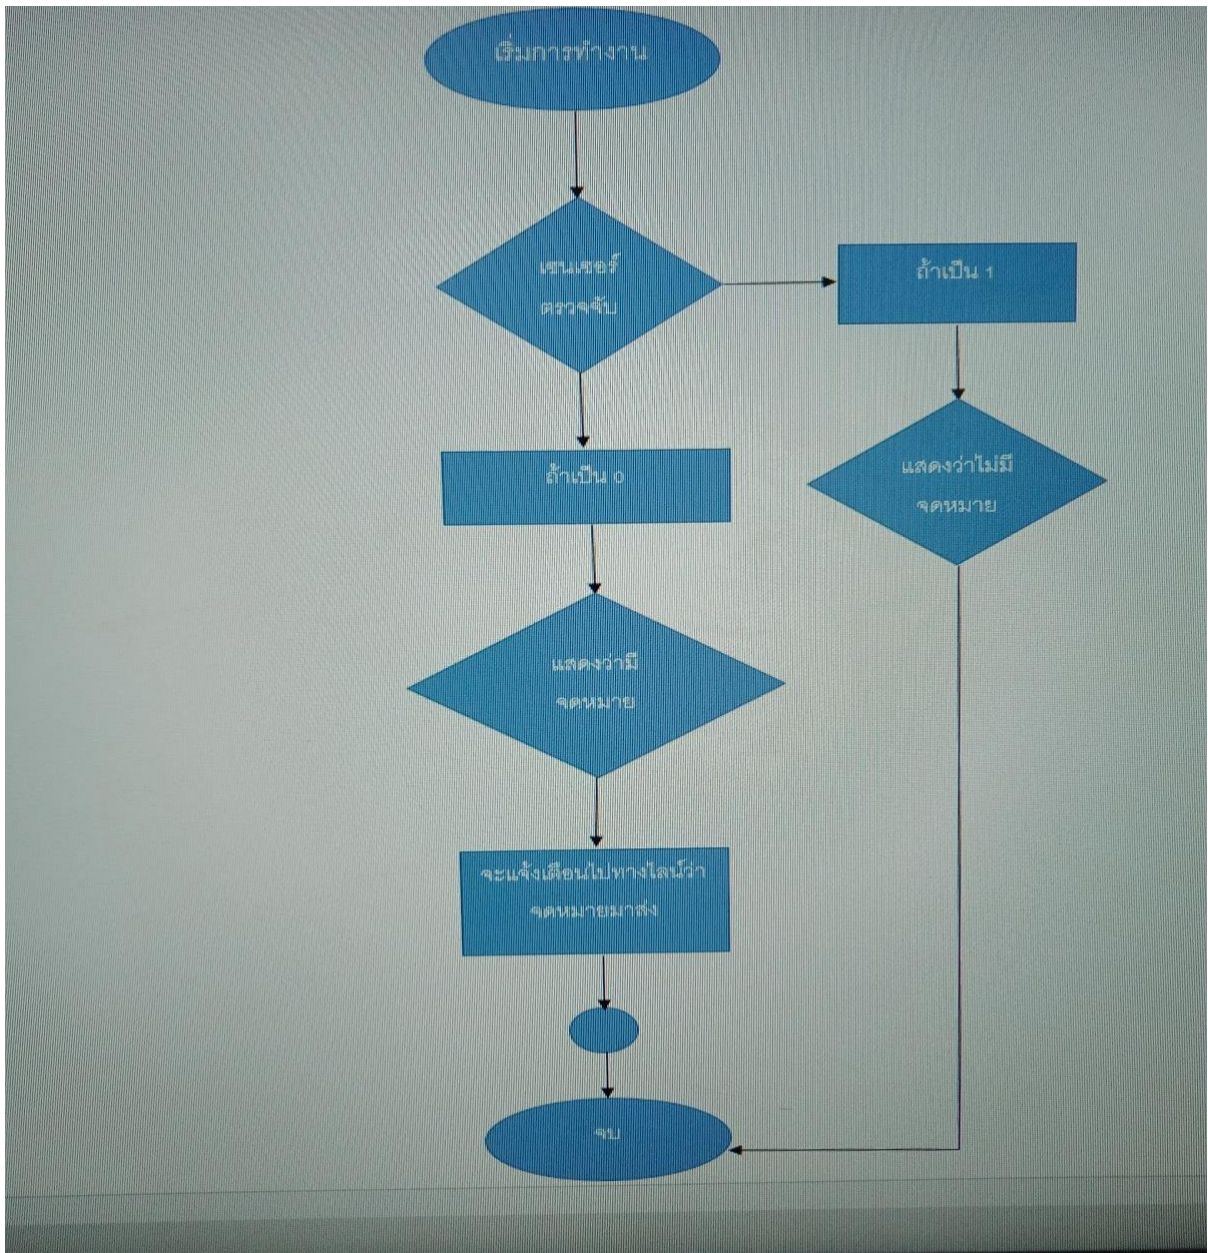 เริ่มการทำงาน
เซนเซอร์
ตรวจจับ
ถ้าเป็น 1
ถ้าเป็น 0
แสดงว่าไม่มี
จดหมาย
แสดงว่ามี
จดหมาย
จะแจ้งเตือนไปทางไลน์ว่า
จดหมายมาส่ง
จบ